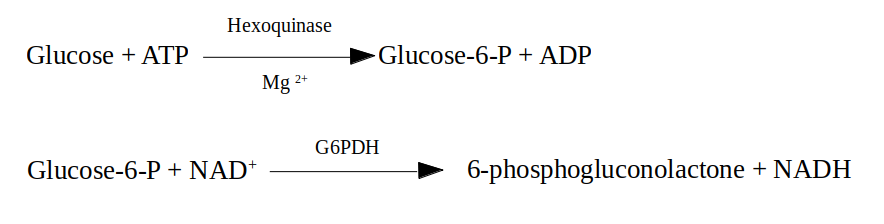 Hexoquinase
Glucose + ATP Glucose-6-P + ADP
Mg 2+
G6PDH
Glucose-6-P + NAD+ 6-phosphogluconolactone + NADH